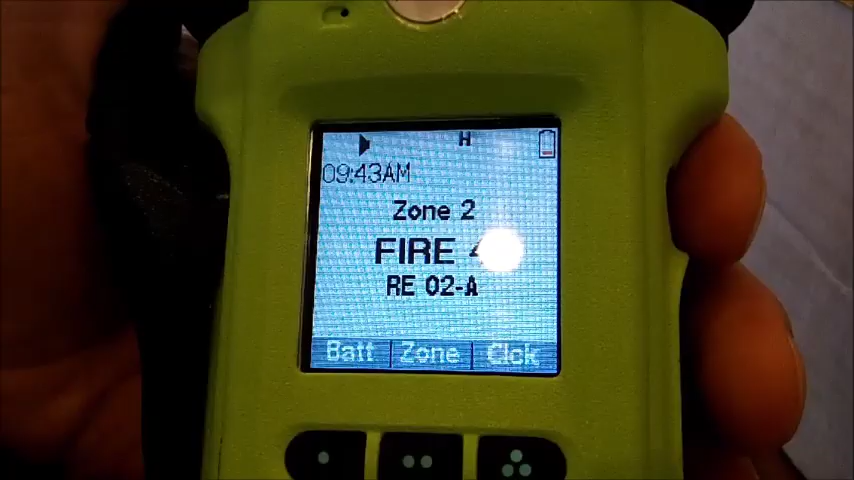 H
09:43AM
Zone 2
FIRE
RE 02-A
Batt Zone Clck